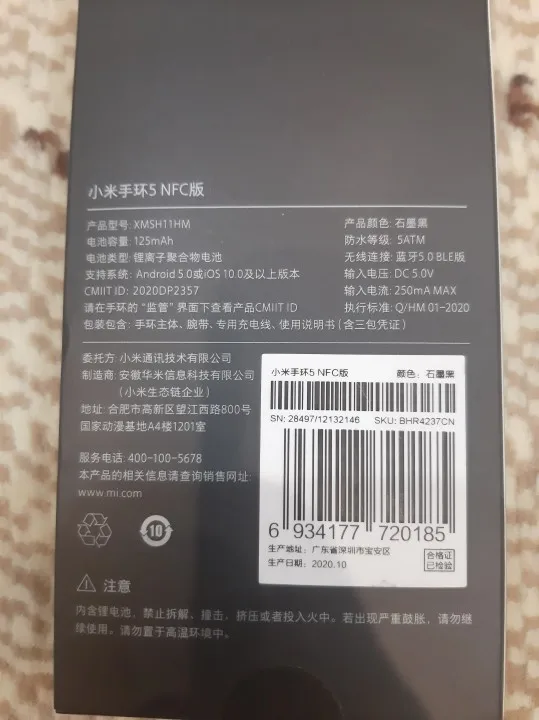 小米手环5 NFC版
产品型号: XMSH11HM
产品颜色: 石墨黑
电池容量: 125mAh
防水等级: 5ATM
电池类型: 锂离子聚合物电池
无线连接: 蓝牙5.0 BLE版
支持系统: Android 5.0或iOS 10.0及以上版本
输入电压: DC 5.0V
CMIIT ID: 2020DP2357
输入电流: 250mA MAX
请在手环的“监管”界面下查看产品CMIIT ID
执行标准: Q/HM 01-2020
包装包含: 手环主体、腕带、专用充电线、使用说明书(含三包凭证)
委托方: 小米通讯技术有限公司
制造商: 安徽华米信息科技有限公司
(小米生态链企业)
地址: 合肥市高新区望江西路800号
国家动漫基地A4楼1201室
服务电话: 400-100-5678
本产品的相关信息请查询销售网址:
www.mi.com
10
小米手环5 NFC版
颜色: 石墨黑
SN: 28497/12132146
SKU: BHR4237CN
6 934177 720185
生产地址: 广东省深圳市宝安区
生产日期: 2020.10
合格证
已检验
注意
内含锂电池，禁止拆解、撞击、挤压或者投入火中。若出现严重鼓胀，请勿继
续使用。请勿置于高温环境中。